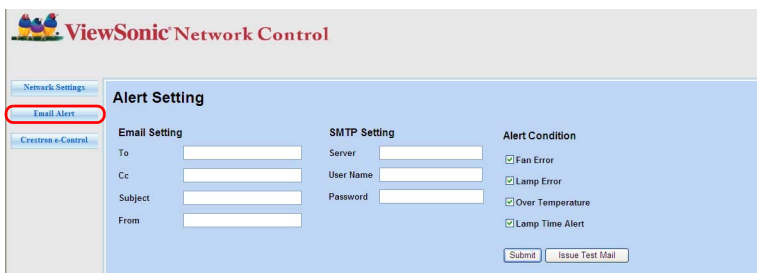 ViewSonic® Network Control
Network Settings
Email Alert
Crestron e-Control
Alert Setting
Email Setting
To
Cc
Subject
From
SMTP Setting
Server
User Name
Password
Alert Condition
Fan Error
Lamp Error
Over Temperature
Lamp Time Alert
Submit
Issue Test Mail